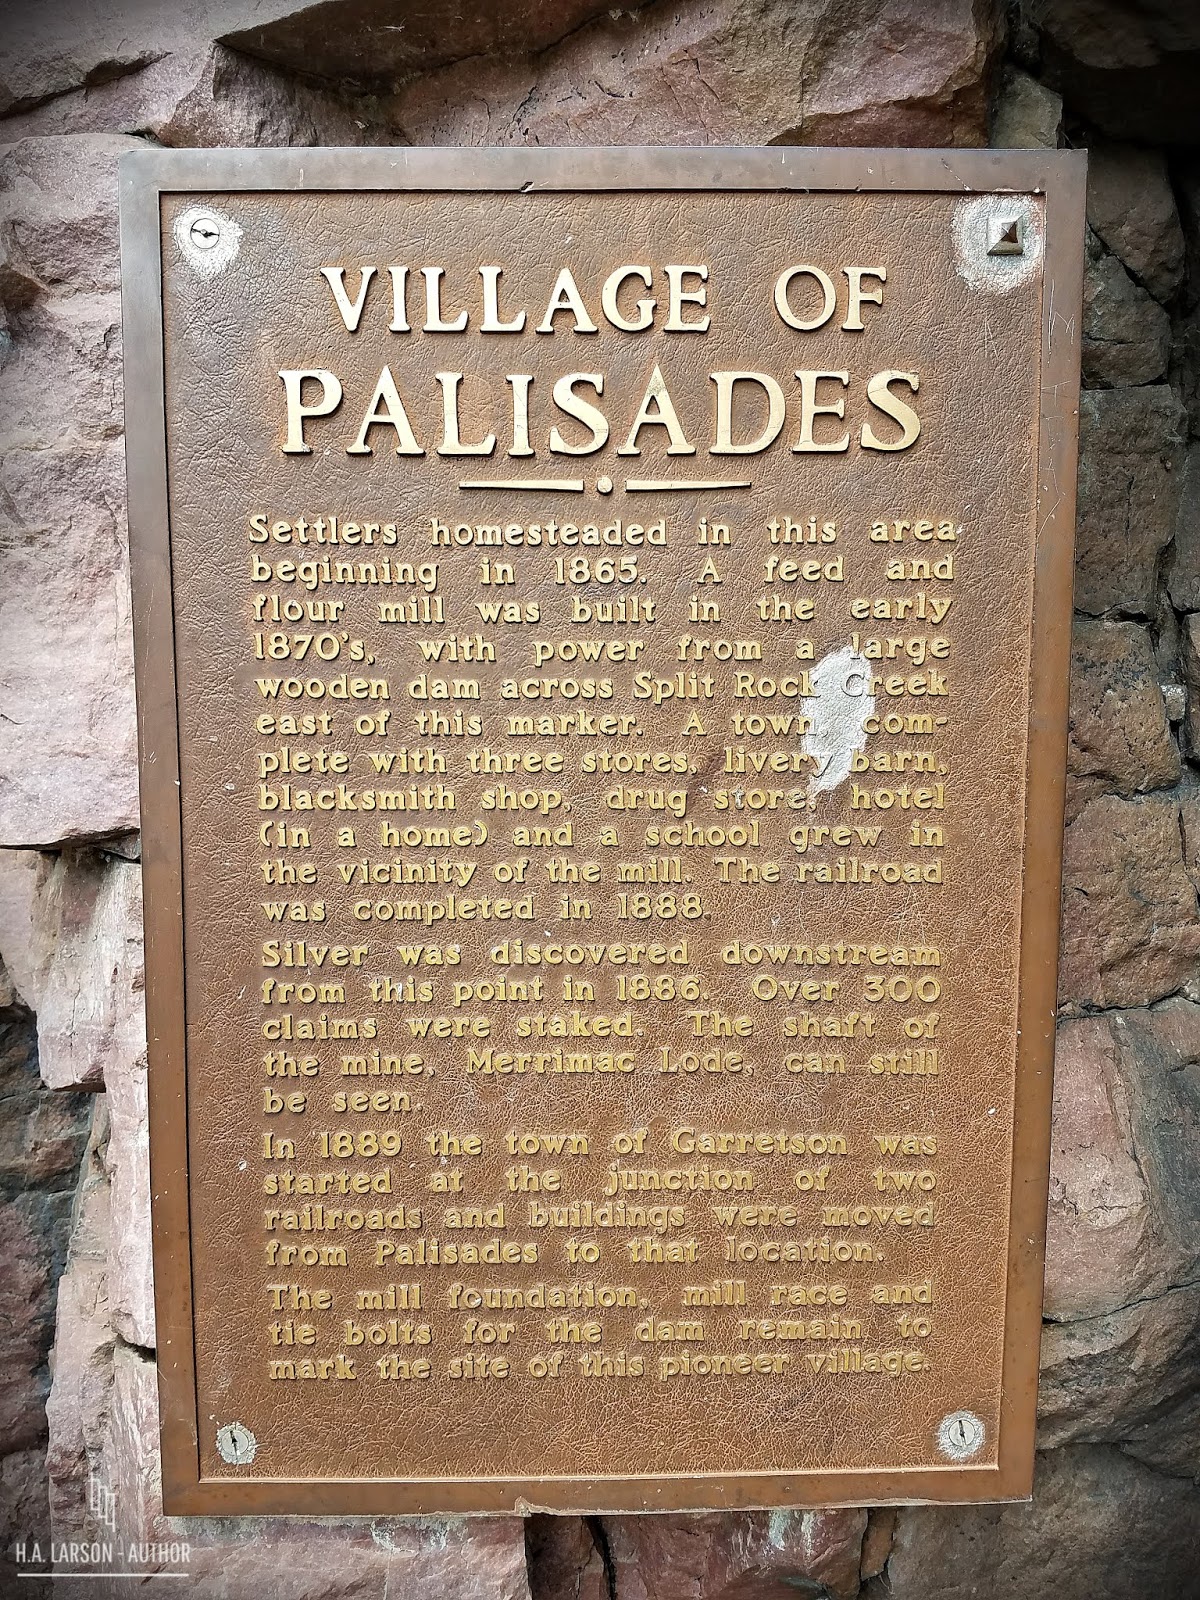 VILLAGE OF
PALISADES
Settlers homesteaded in this area
beginning in 1865. A feed and
flour mill was built in the early
1870's, with power from a large
wooden dam across Split Rock Creek
east of this marker. A town com-
plete with three stores, livery barn,
blacksmith shop, drug store, hotel
(in a home) and a school grew in
the vicinity of the mill. The railroad
was completed in 1888.
Silver was discovered downstream
from this point in 1886. Over 300
claims were staked. The shaft of
the mine, Merrimac Lode, can still
be seen.
In 1889 the town of Garretson was
started at the junction of two
railroads and buildings were moved
from Palisades to that location.
The mill foundation, mill race and
tie bolts for the dam remain to
mark the site of this pioneer village.
H.A. LARSON - AUTHOR